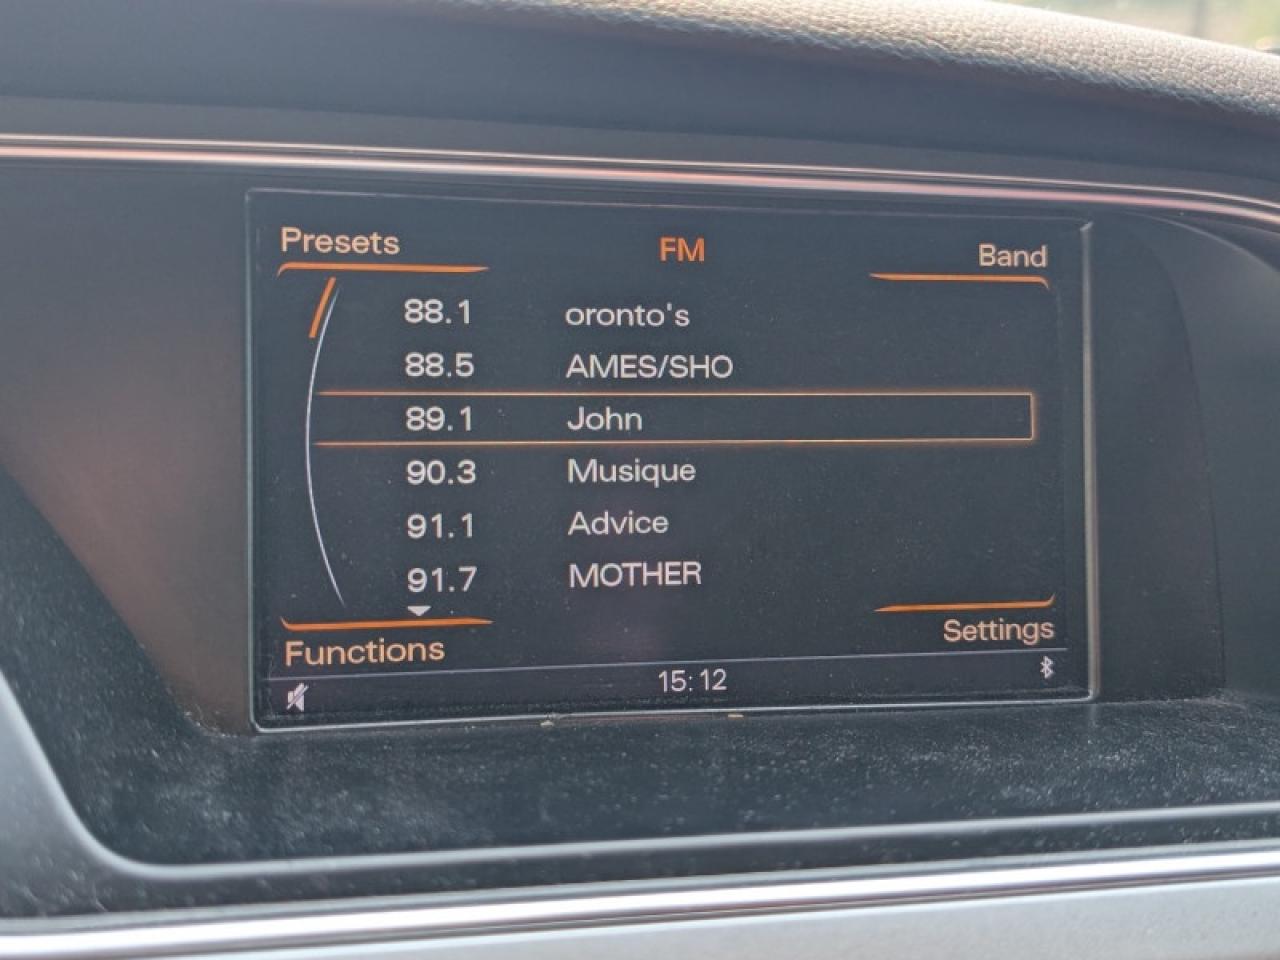 Presets FM Band
88.1 oronto's
88.5 AMES/SHO
89.1 John
90.3 Musique
91.1 Advice
91.7 MOTHER
Functions Settings
15:12